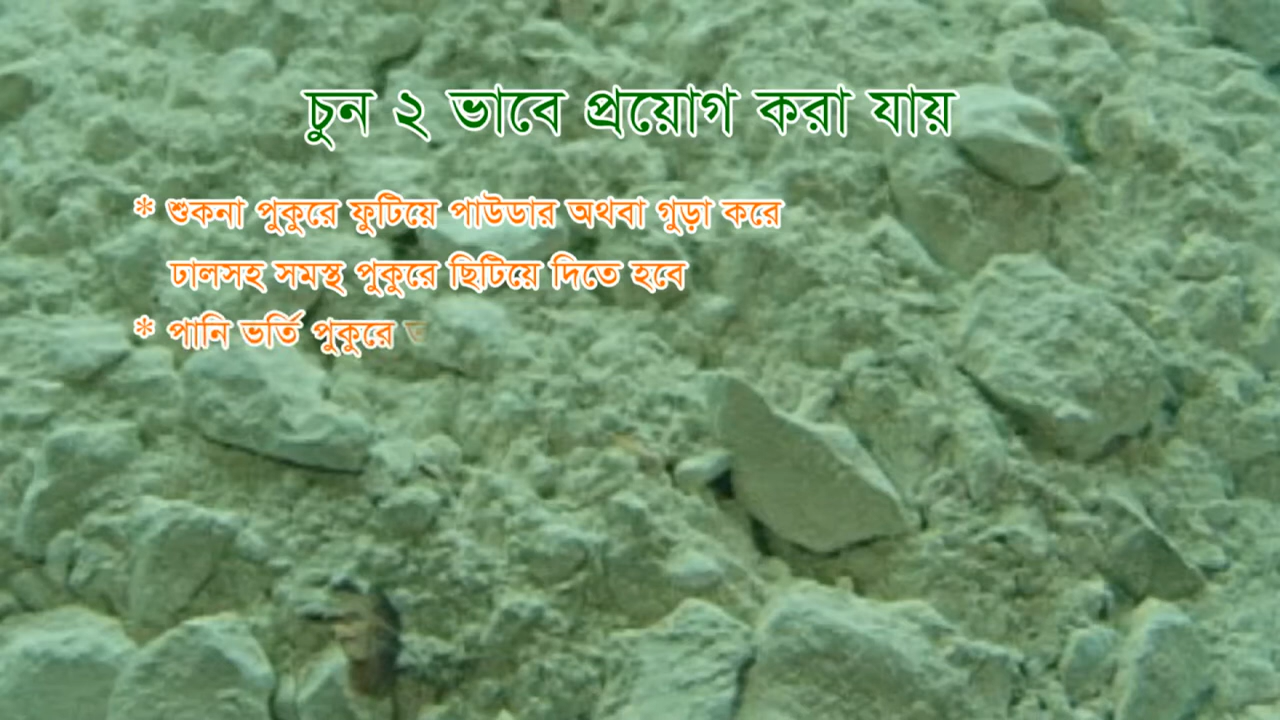 চুন ২ ভাবে প্রয়োগ করা যায়
* শুকনা পুকুরে ফুটিয়ে পাউডার অথবা গুড়া করে
ঢালসহ সমস্থ পুকুরে ছিটিয়ে দিতে হবে
* পানি ভর্তি পুকুরে